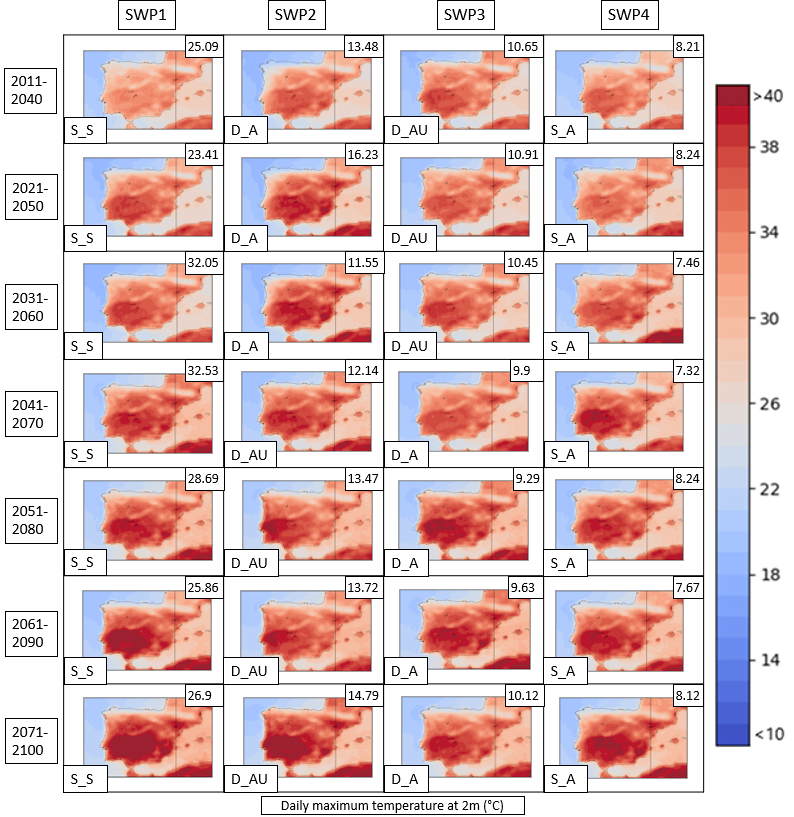 SWP1 SWP2 SWP3 SWP4
25.09 13.48 10.65 8.21
2011-
2040
S_S D_A D_AU S_A
23.41 16.23 10.91 8.24
2021-
2050
S_S D_A D_AU S_A
32.05 11.55 10.45 7.46
2031-
2060
S_S D_A D_AU S_A
32.53 12.14 9.9 7.32
2041-
2070
S_S D_AU D_A S_A
28.69 13.47 9.29 8.24
2051-
2080
S_S D_AU D_A S_A
25.86 13.72 9.63 7.67
2061-
2090
S_S D_AU D_A S_A
26.9 14.79 10.12 8.12
2071-
2100
S_S D_AU D_A S_A
>40
38
34
30
26
22
18
14
<10
Daily maximum temperature at 2m (°C)